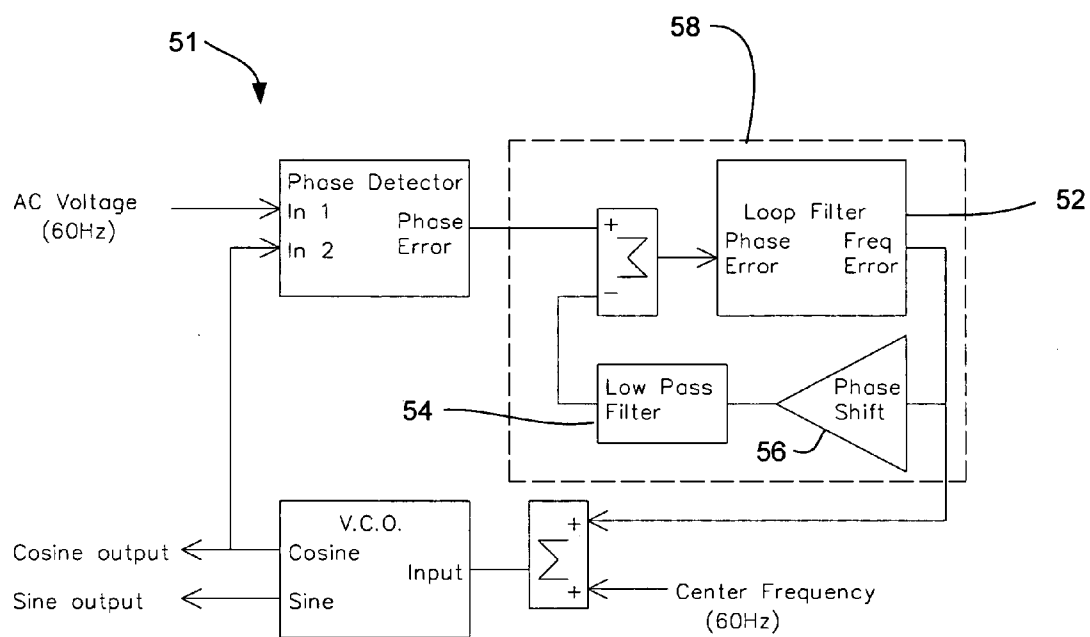 51
58
AC Voltage
(60Hz)
Phase Detector
In 1
In 2
Phase
Error
+
Σ
−
Loop Filter
Phase
Error
Freq
Error
52
Low Pass
Filter
54
Phase
Shift
56
Cosine output
Sine output
V.C.O.
Cosine
Sine
Input
+
Σ
+
Center Frequency
(60Hz)